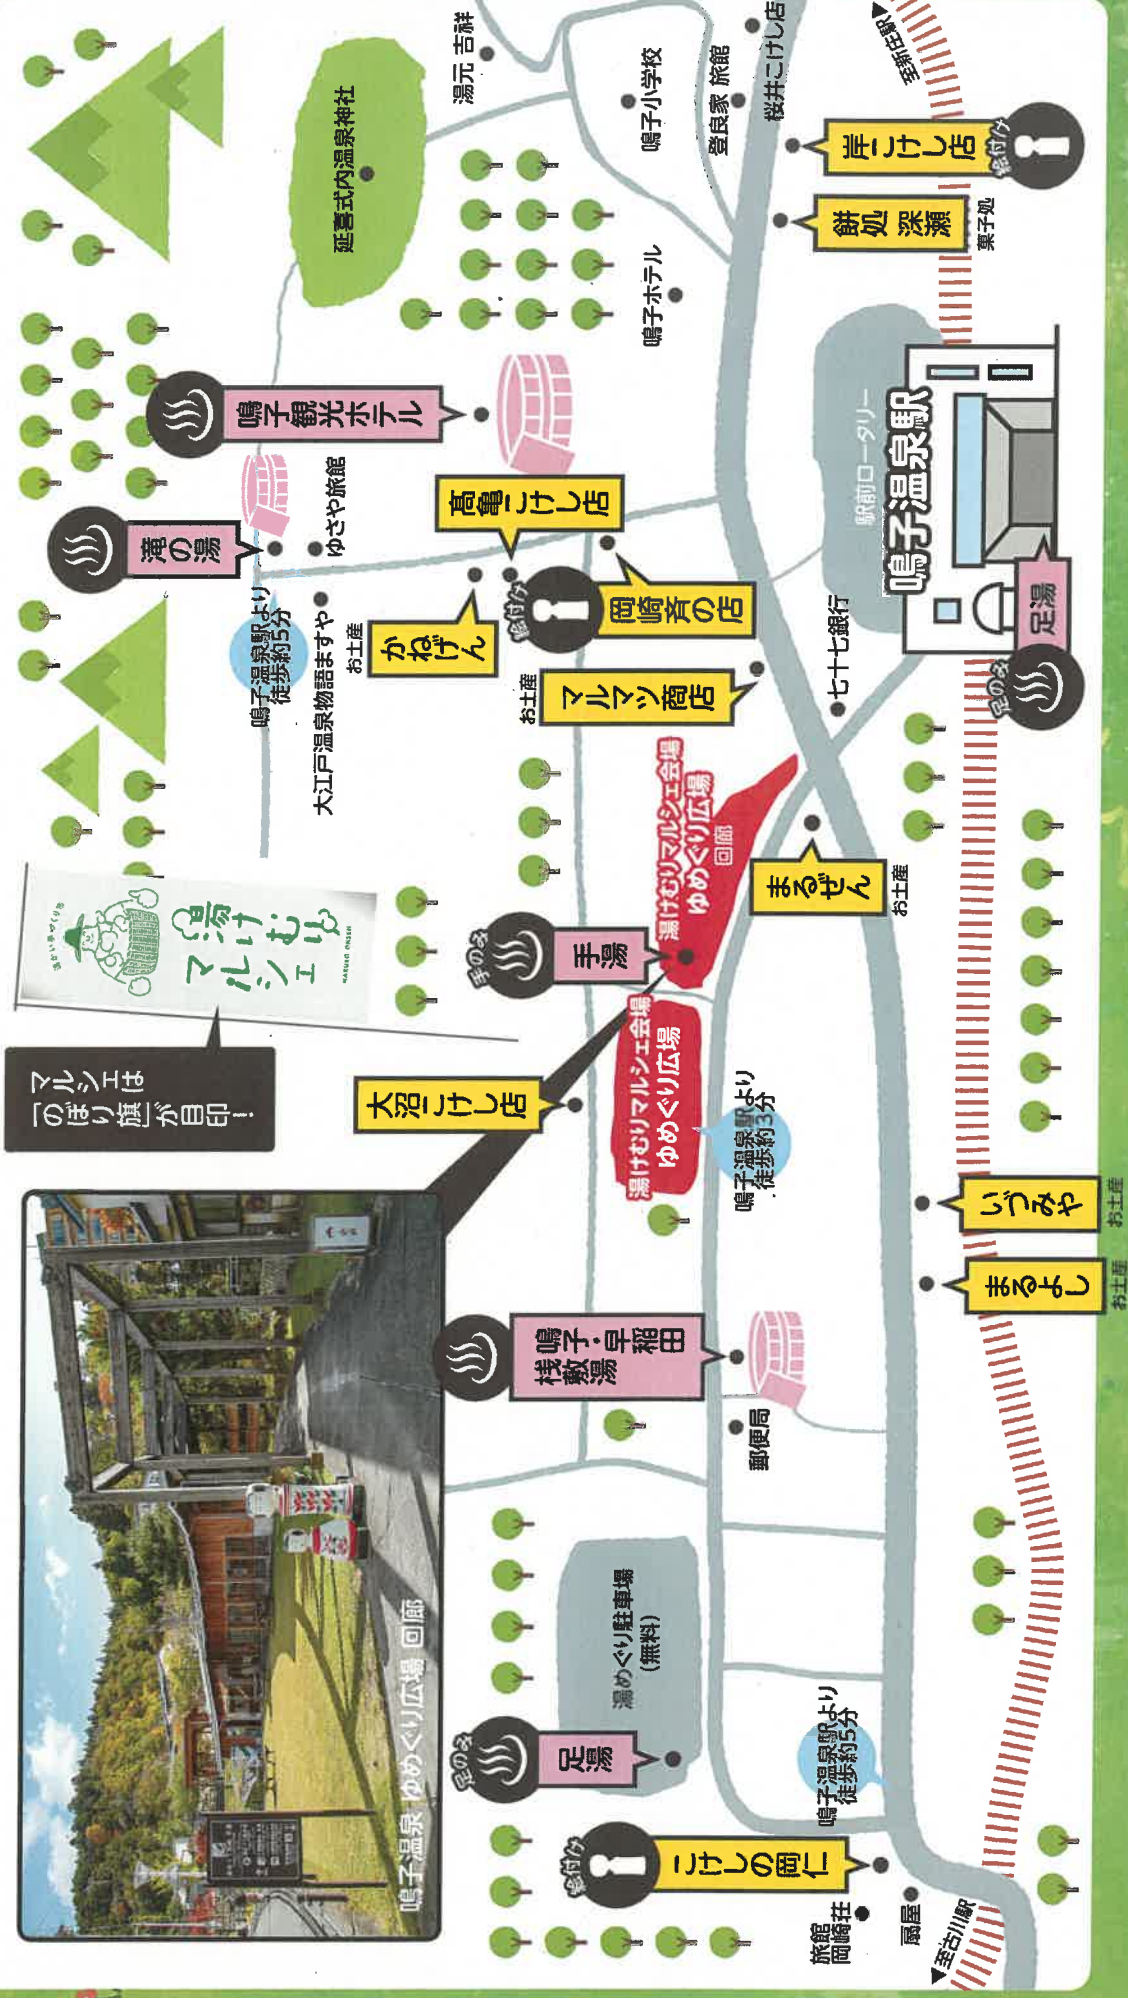 マルシェは
「のぼり旗」が目印!
湯けむり
マルシェ
NARUKO ONSEN
鳴子温泉 ゆめぐり広場 回廊
滝の湯
鳴子観光ホテル
延喜式内温泉神社
湯元 吉祥
鳴子温泉駅より
徒歩約5分
ゆさや旅館
大江戸温泉物語ますや
お土産
かねげん
髙亀こけし店
絵付け
岡崎斉の店
お土産
マルマツ商店
鳴子ホテル
鳴子小学校
登良家 旅館
桜井こけし店
至新庄駅
岸こけし店
絵付け
餅処 深瀬
菓子処
大沼こけし店
手のみ
手湯
湯けむりマルシェ会場
ゆめぐり広場
回廊
湯けむりマルシェ会場
ゆめぐり広場
鳴子温泉駅より
徒歩約3分
まるぜん
お土産
七十七銀行
駅前ロータリー
鳴子温泉駅
足湯
足のみ
鳴子・早稲田
桟敷湯
郵便局
いづみや
お土産
まるよし
お土産
足のみ
足湯
湯めぐり駐車場
(無料)
絵付け
こけしの岡仁
鳴子温泉駅より
徒歩約5分
旅館
岡崎荘
扇屋
至古川駅